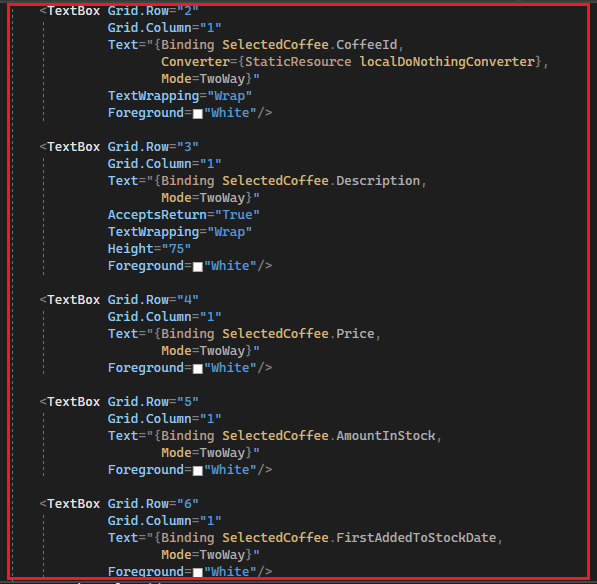 <TextBox Grid.Row="2"
Grid.Column="1"
Text="{Binding SelectedCoffee.CoffeeId,
Converter={StaticResource localDoNothingConverter},
Mode=TwoWay}"
TextWrapping="Wrap"
Foreground="White"/>
<TextBox Grid.Row="3"
Grid.Column="1"
Text="{Binding SelectedCoffee.Description,
Mode=TwoWay}"
AcceptsReturn="True"
TextWrapping="Wrap"
Height="75"
Foreground="White"/>
<TextBox Grid.Row="4"
Grid.Column="1"
Text="{Binding SelectedCoffee.Price,
Mode=TwoWay}"
Foreground="White"/>
<TextBox Grid.Row="5"
Grid.Column="1"
Text="{Binding SelectedCoffee.AmountInStock,
Mode=TwoWay}"
Foreground="White"/>
<TextBox Grid.Row="6"
Grid.Column="1"
Text="{Binding SelectedCoffee.FirstAddedToStockDate,
Mode=TwoWay}"
Foreground="White"/>